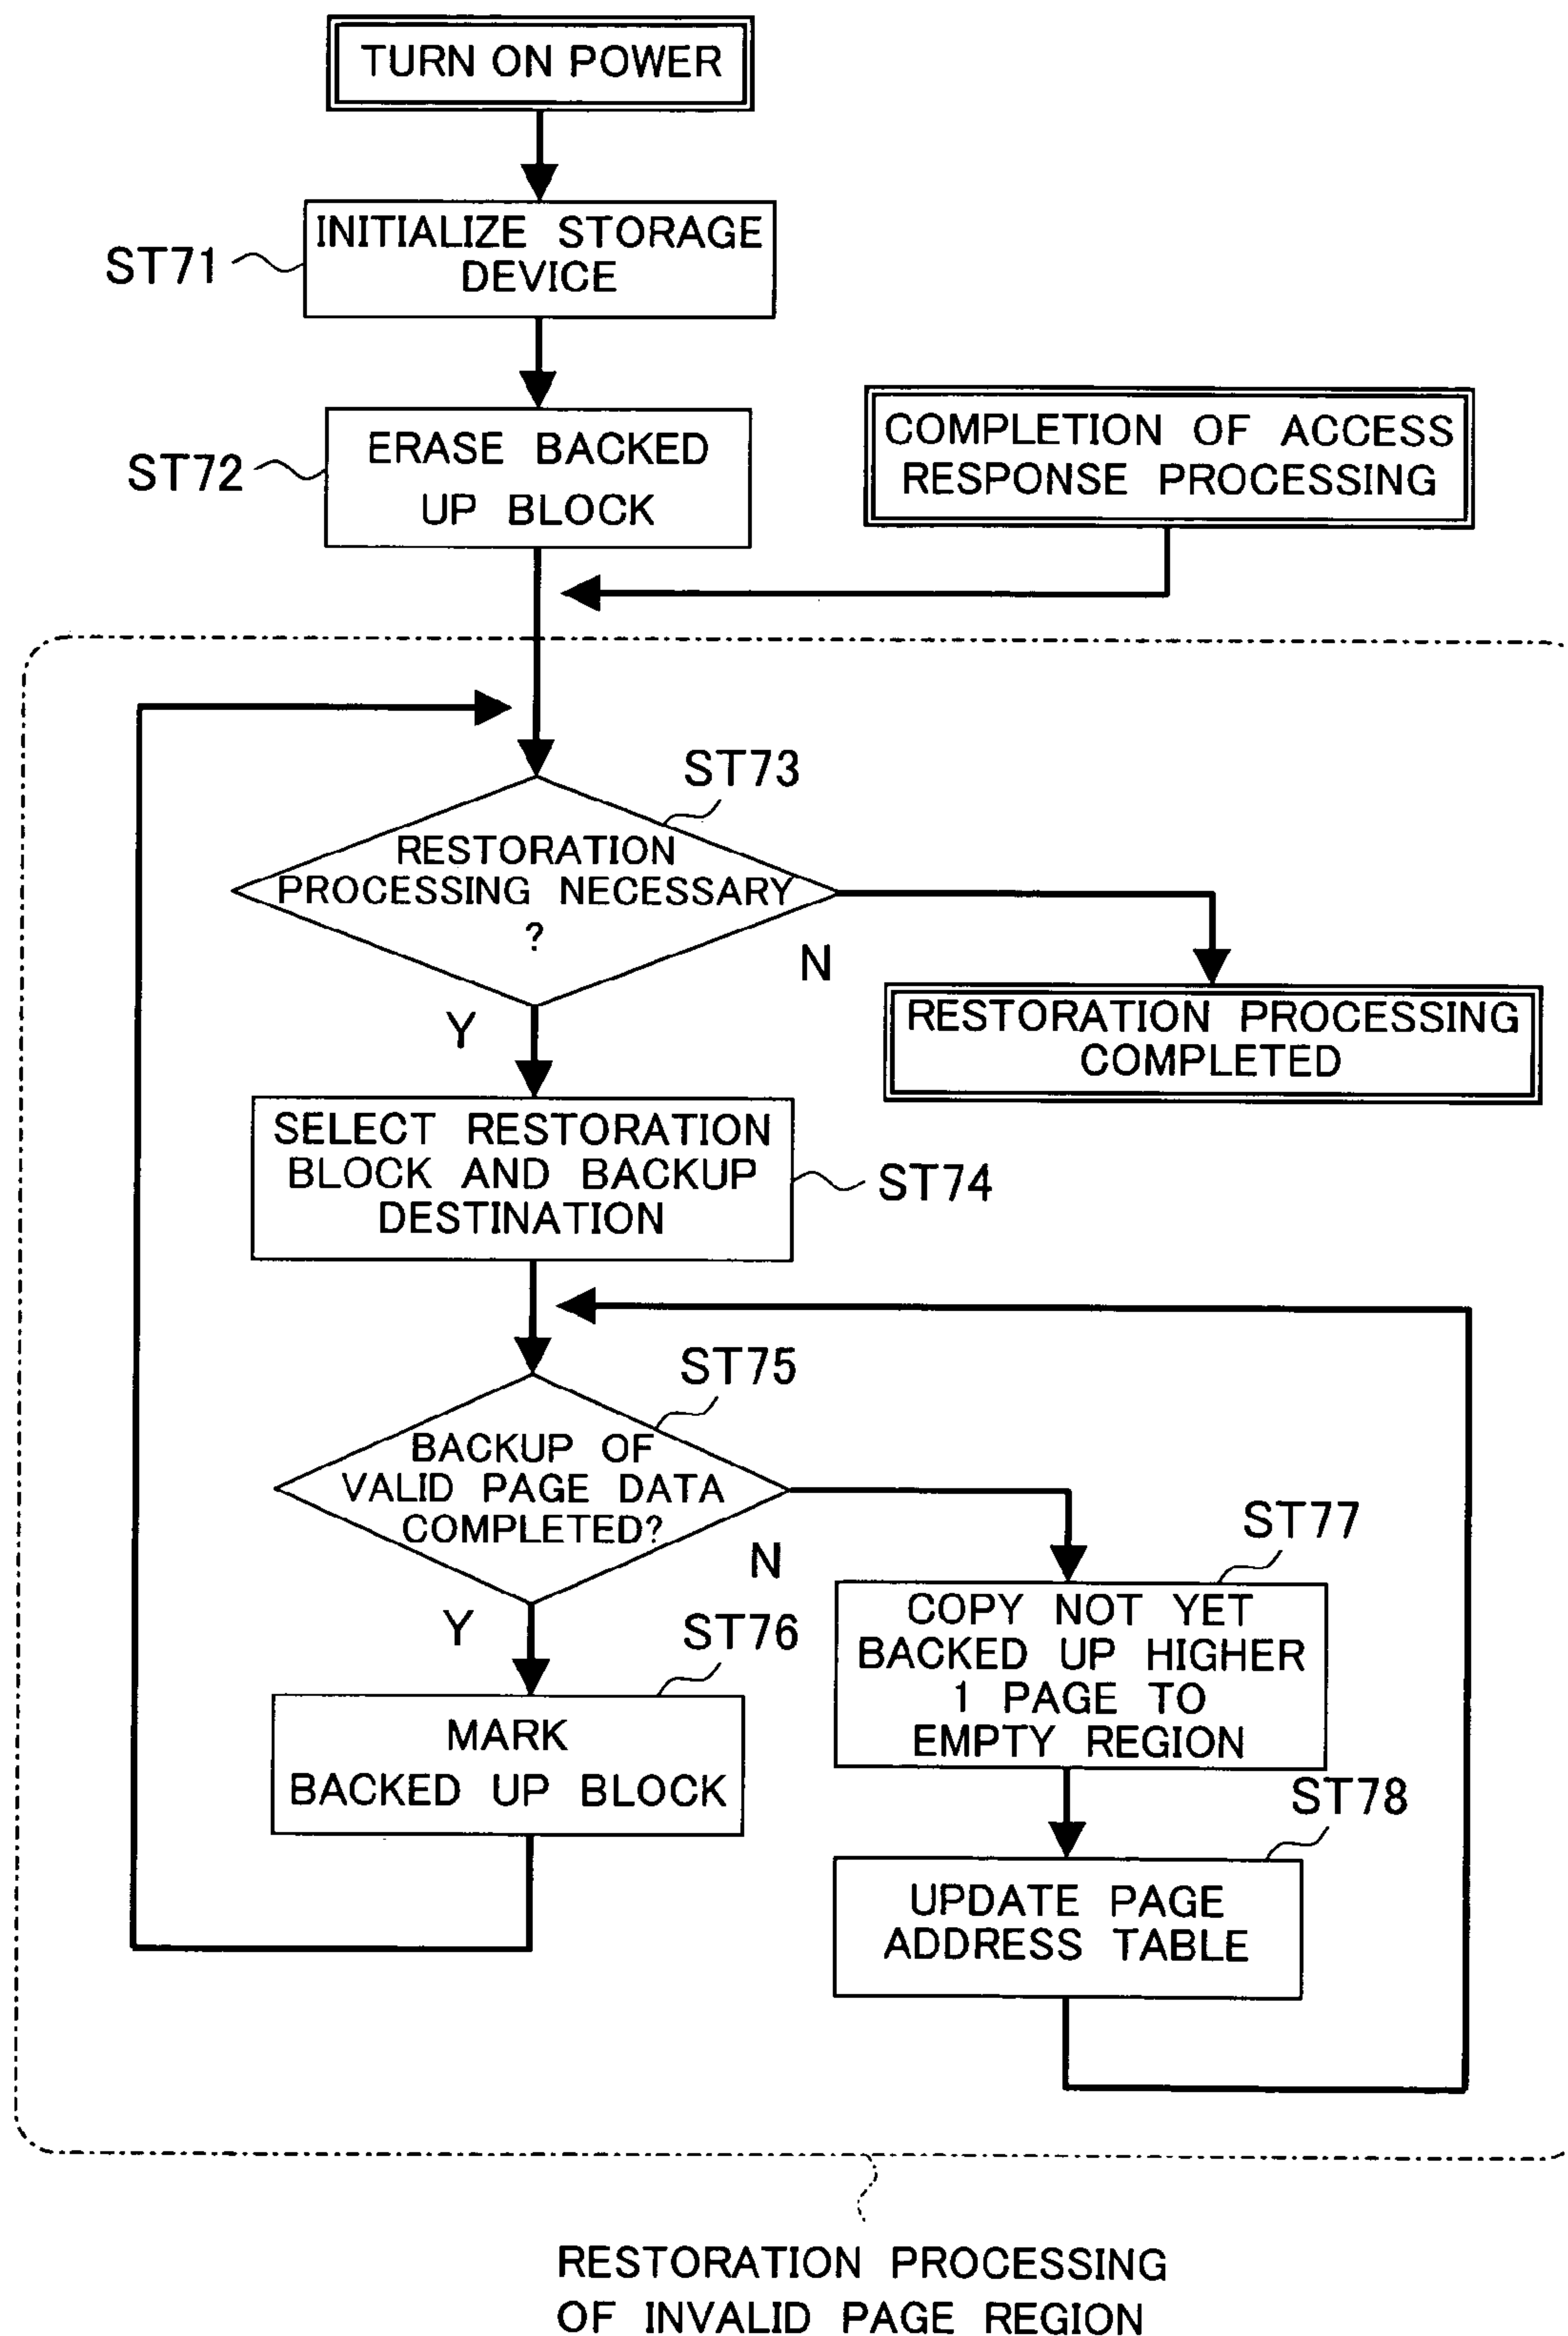 TURN ON POWER
INITIALIZE STORAGE
DEVICE
ST71
ERASE BACKED
UP BLOCK
ST72
COMPLETION OF ACCESS
RESPONSE PROCESSING
ST73
RESTORATION
PROCESSING NECESSARY
?
N
Y
RESTORATION PROCESSING
COMPLETED
SELECT RESTORATION
BLOCK AND BACKUP
DESTINATION
ST74
ST75
BACKUP OF
VALID PAGE DATA
COMPLETED?
N
Y
ST76
MARK
BACKED UP BLOCK
ST77
COPY NOT YET
BACKED UP HIGHER
1 PAGE TO
EMPTY REGION
ST78
UPDATE PAGE
ADDRESS TABLE
RESTORATION PROCESSING
OF INVALID PAGE REGION